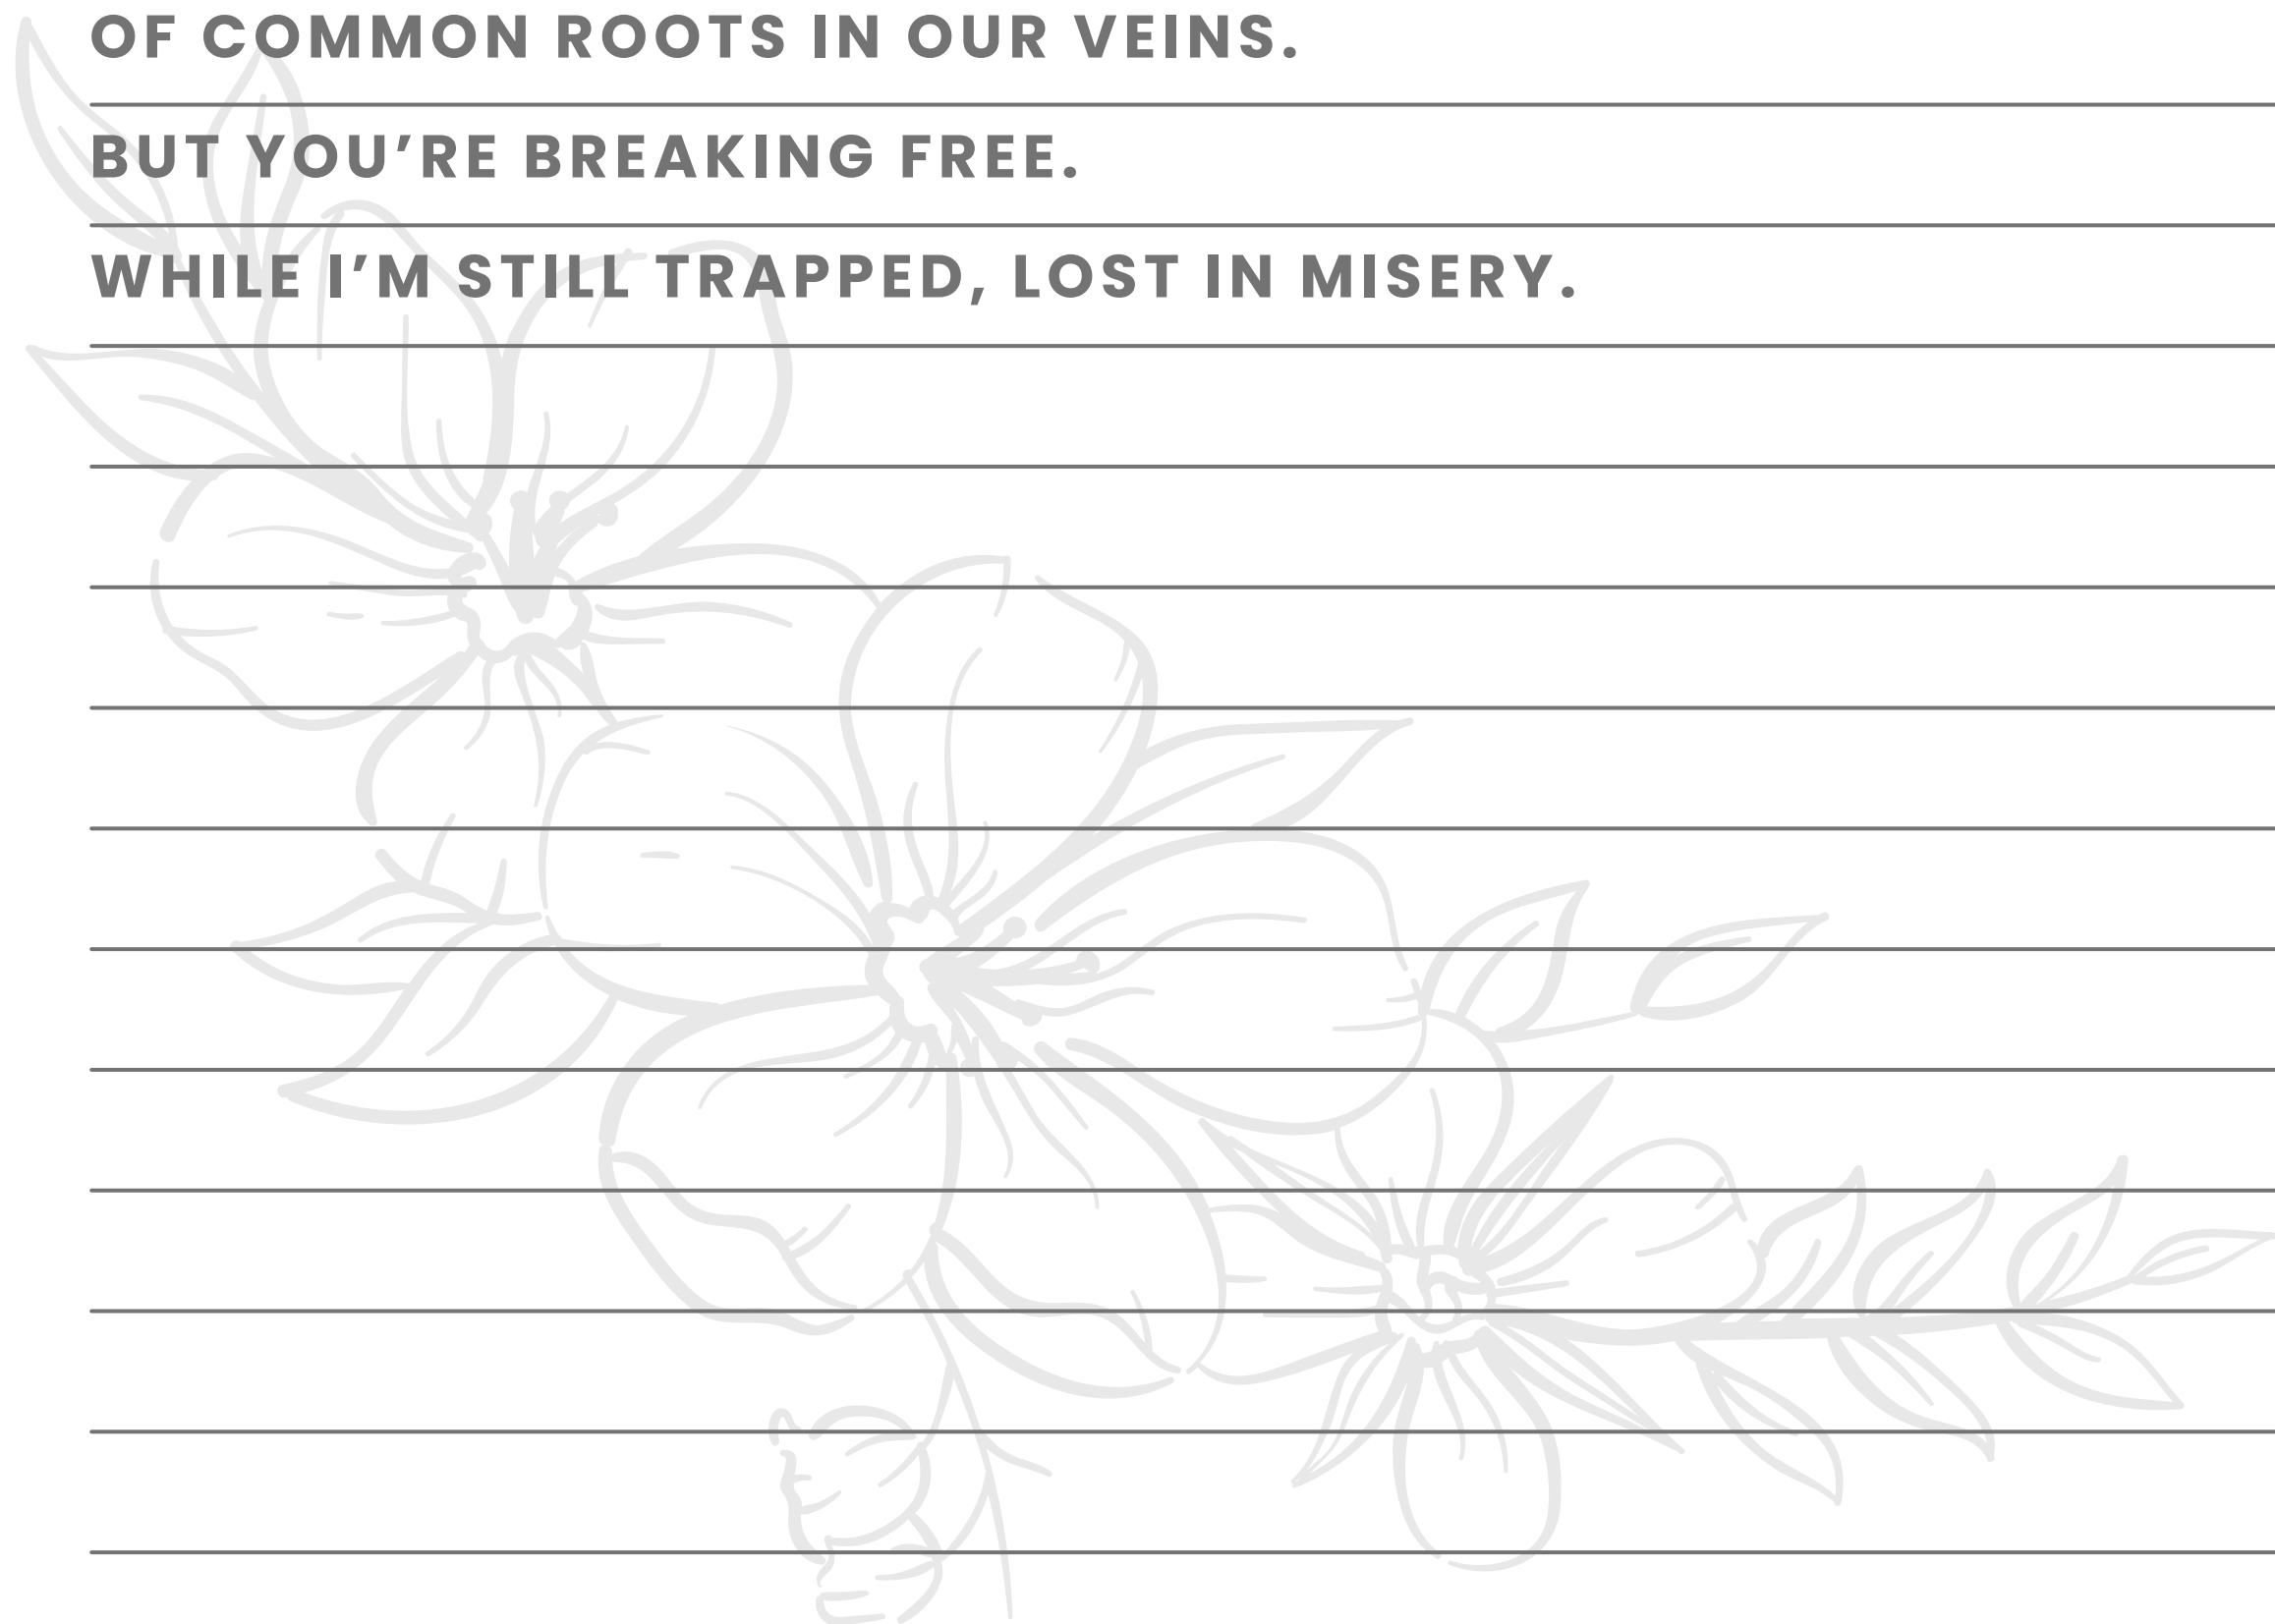 OF COMMON ROOTS IN OUR VEINS.
BUT YOU’RE BREAKING FREE.
WHILE I’M STILL TRAPPED, LOST IN MISERY.